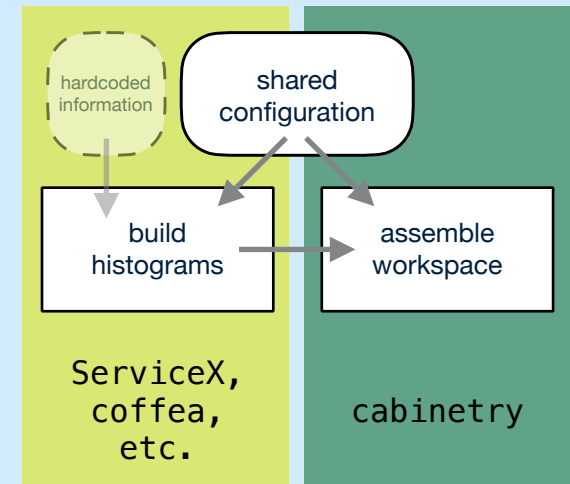 hardcoded
information
shared
configuration
build
histograms
assemble
workspace
ServiceX,
coffea,
etc.
cabinetry